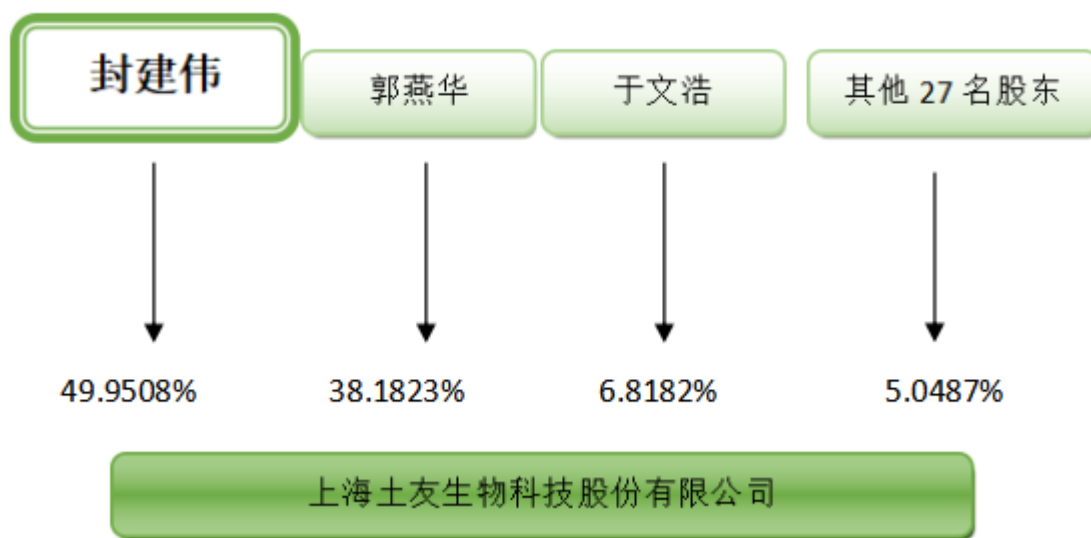 封建伟
郭燕华
于文浩
其他 27 名股东
49.9508%
38.1823%
6.8182%
5.0487%
上海土友生物科技股份有限公司